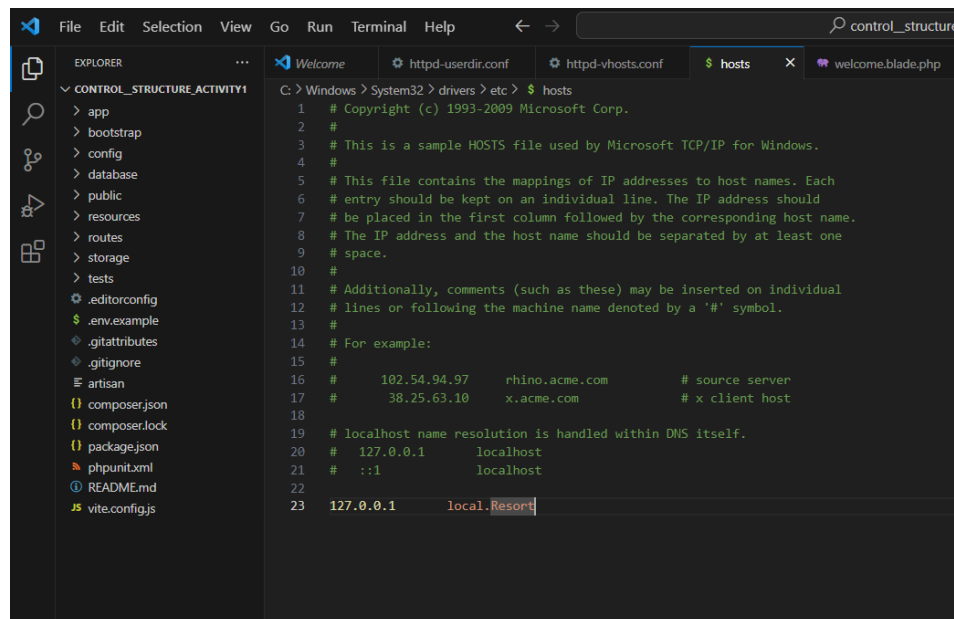 File Edit Selection View Go Run Terminal Help control_structure
EXPLORER ...
Welcome httpd-userdir.conf httpd-vhosts.conf $ hosts welcome.blade.php
CONTROL_STRUCTURE_ACTIVITY1
app
bootstrap
config
database
public
resources
routes
storage
tests
.editorconfig
$ .env.example
.gitattributes
.gitignore
artisan
{} composer.json
{} composer.lock
{} package.json
phpunit.xml
README.md
JS vite.config.js
C: > Windows > System32 > drivers > etc > $ hosts
1 # Copyright (c) 1993-2009 Microsoft Corp.
2 #
3 # This is a sample HOSTS file used by Microsoft TCP/IP for Windows.
4 #
5 # This file contains the mappings of IP addresses to host names. Each
6 # entry should be kept on an individual line. The IP address should
7 # be placed in the first column followed by the corresponding host name.
8 # The IP address and the host name should be separated by at least one
9 # space.
10 #
11 # Additionally, comments (such as these) may be inserted on individual
12 # lines or following the machine name denoted by a '#' symbol.
13 #
14 # For example:
15 #
16 # 102.54.94.97 rhino.acme.com # source server
17 # 38.25.63.10 x.acme.com # x client host
18
19 # localhost name resolution is handled within DNS itself.
20 # 127.0.0.1 localhost
21 # ::1 localhost
22
23 127.0.0.1 local.Resort